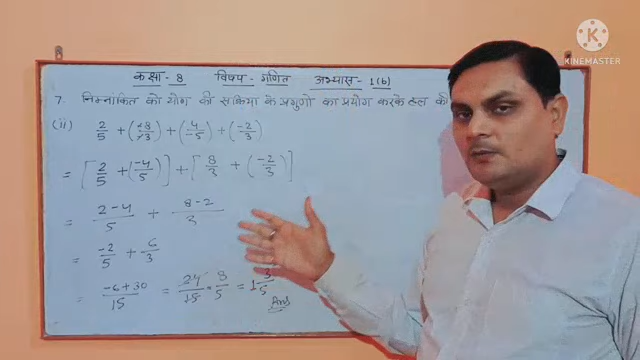 कक्षा - 8 विषय - गणित अभ्यास - 1(b)
7. निम्नांकित को योग की संक्रिया के प्रगुणों का प्रयोग करके हल की
(ii) 2/5 + (-8/-3) + (4/-5) + (-2/3)
= [2/5 + (-4/5)] + [8/3 + (-2/3)]
= (2-4)/5 + (8-2)/3
= -2/5 + 6/3
= (-6+30)/15 = 24/15 = 8/5 = 1 3/5 Ans
K
KINEMASTER